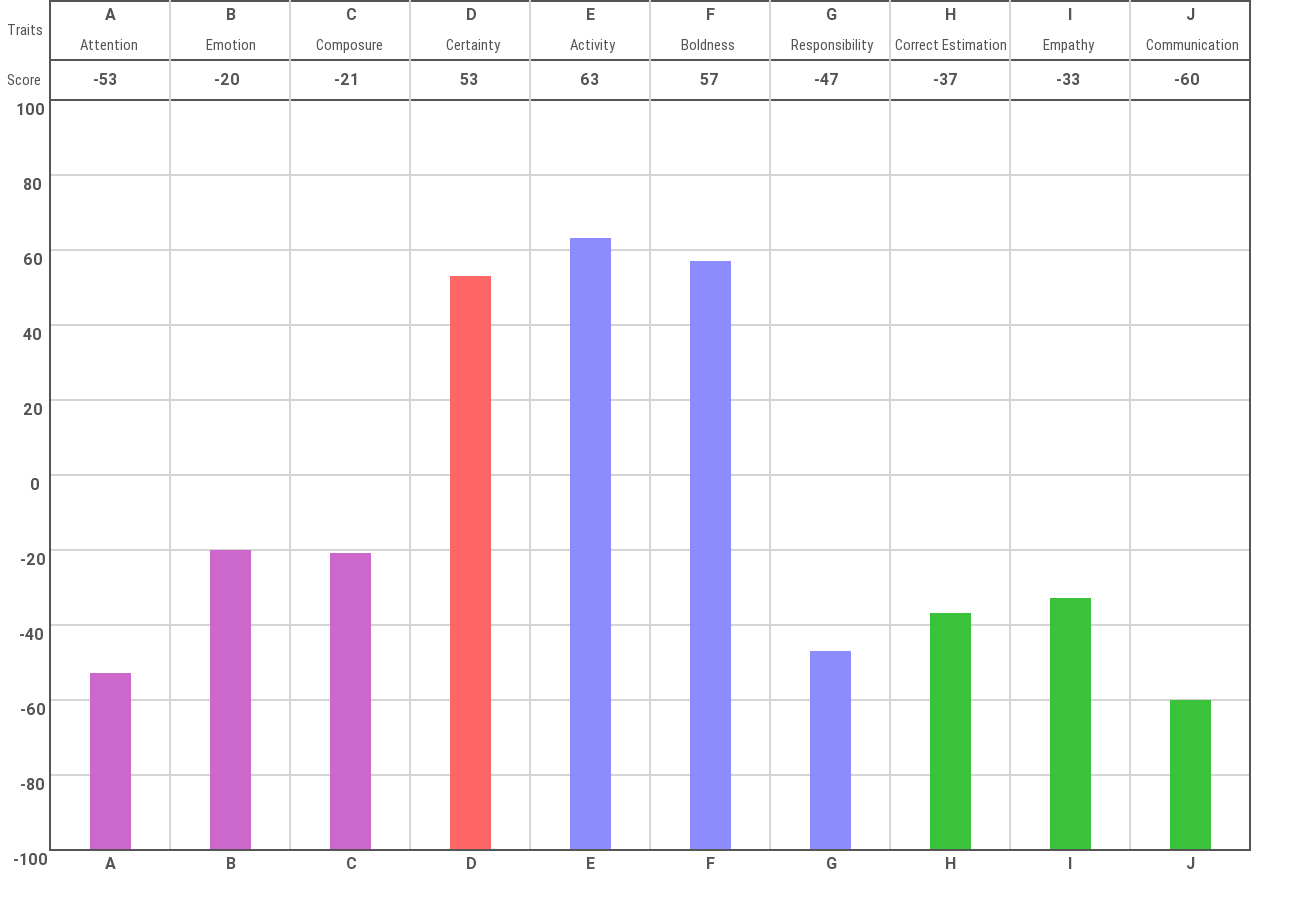 Traits A B C D E F G H I J
Attention Emotion Composure Certainty Activity Boldness Responsibility Correct Estimation Empathy Communication
Score -53 -20 -21 53 63 57 -47 -37 -33 -60
100
80
60
40
20
0
-20
-40
-60
-80
-100
A B C D E F G H I J